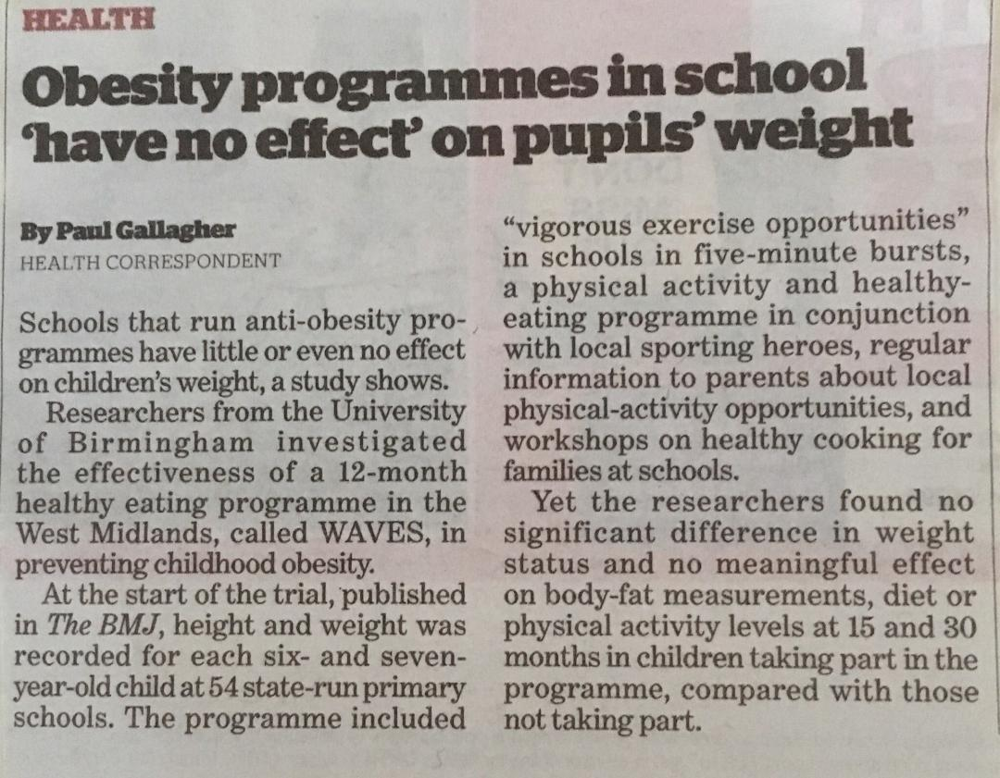 HEALTH
Obesity programmes in school
‘have no effect’ on pupils’ weight
By Paul Gallagher
HEALTH CORRESPONDENT
Schools that run anti-obesity pro-
grammes have little or even no effect
on children’s weight, a study shows.
Researchers from the University
of Birmingham investigated
the effectiveness of a 12-month
healthy eating programme in the
West Midlands, called WAVES, in
preventing childhood obesity.
At the start of the trial, published
in The BMJ, height and weight was
recorded for each six- and seven-
year-old child at 54 state-run primary
schools. The programme included
“vigorous exercise opportunities”
in schools in five-minute bursts,
a physical activity and healthy-
eating programme in conjunction
with local sporting heroes, regular
information to parents about local
physical-activity opportunities, and
workshops on healthy cooking for
families at schools.
Yet the researchers found no
significant difference in weight
status and no meaningful effect
on body-fat measurements, diet or
physical activity levels at 15 and 30
months in children taking part in the
programme, compared with those
not taking part.